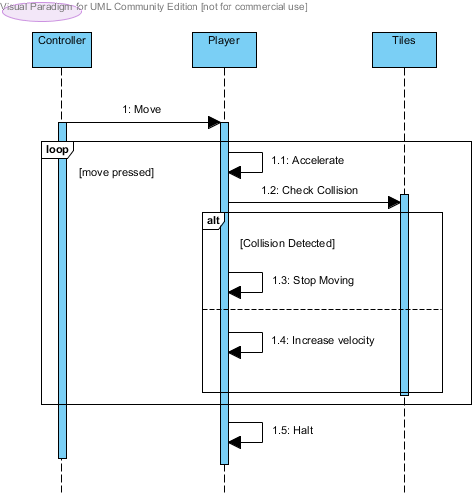 Visual Paradigm for UML Community Edition [not for commercial use]
Controller
Player
Tiles
1: Move
loop
[move pressed]
1.1: Accelerate
1.2: Check Collision
alt
[Collision Detected]
1.3: Stop Moving
1.4: Increase velocity
1.5: Halt